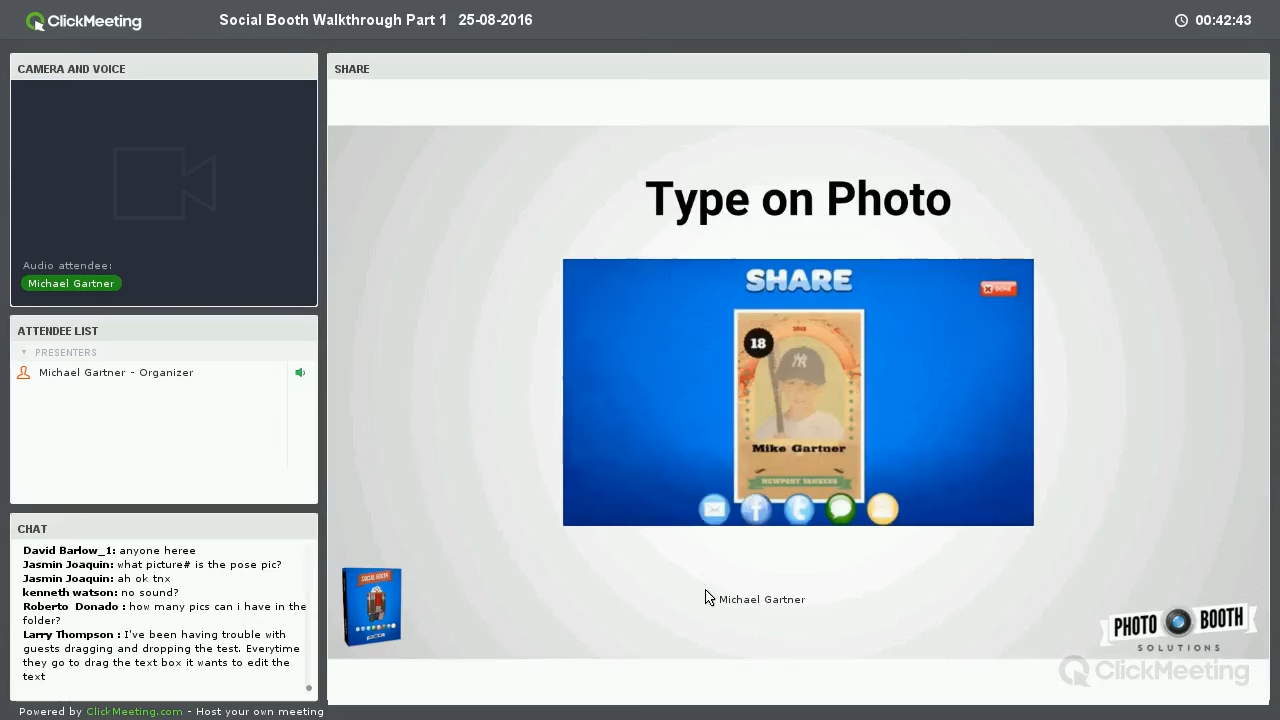 ClickMeeting
Social Booth Walkthrough Part 1 25-08-2016
00:42:43
CAMERA AND VOICE
Audio attendee:
Michael Gartner
ATTENDEE LIST
PRESENTERS
Michael Gartner - Organizer
CHAT
David Barlow_1: anyone heree
Jasmin Joaquin: what picture# is the pose pic?
Jasmin Joaquin: ah ok tnx
kenneth watson: no sound?
Roberto Donado : how many pics can i have in the
folder?
Larry Thompson : I've been having trouble with
guests dragging and dropping the test. Everytime
they go to drag the text box it wants to edit the
text
Powered by ClickMeeting.com - Host your own meeting
SHARE
Type on Photo
SHARE
DONE
18
Mike Gartner
NEWPORT YANKEES
SOCIAL BOOTH
Michael Gartner
PHOTO BOOTH
SOLUTIONS
ClickMeeting